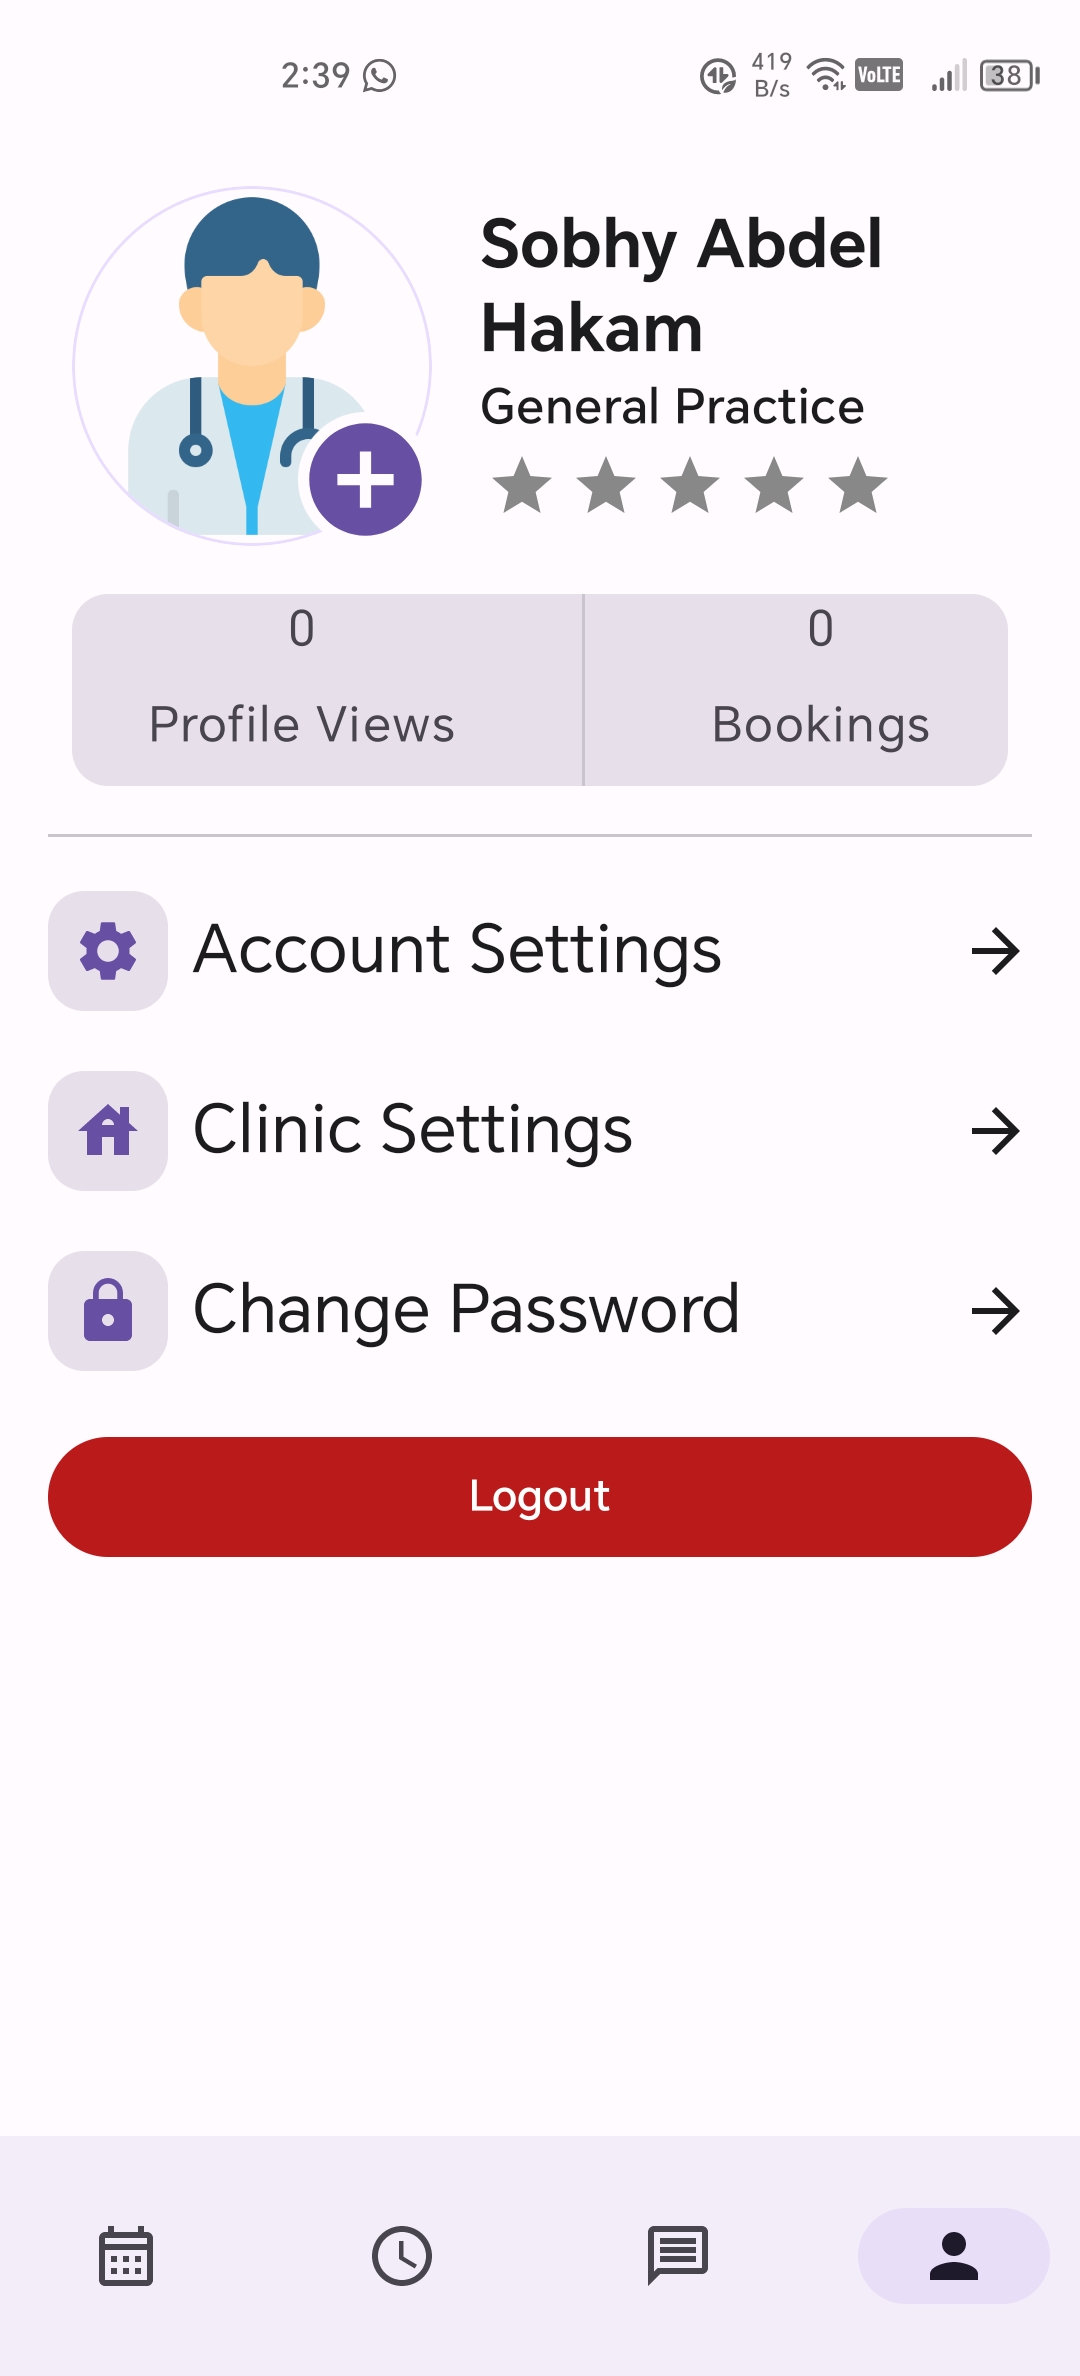 2:39
419
B/s
VoLTE
38
Sobhy Abdel
Hakam
General Practice
0
Profile Views
0
Bookings
Account Settings
Clinic Settings
Change Password
Logout